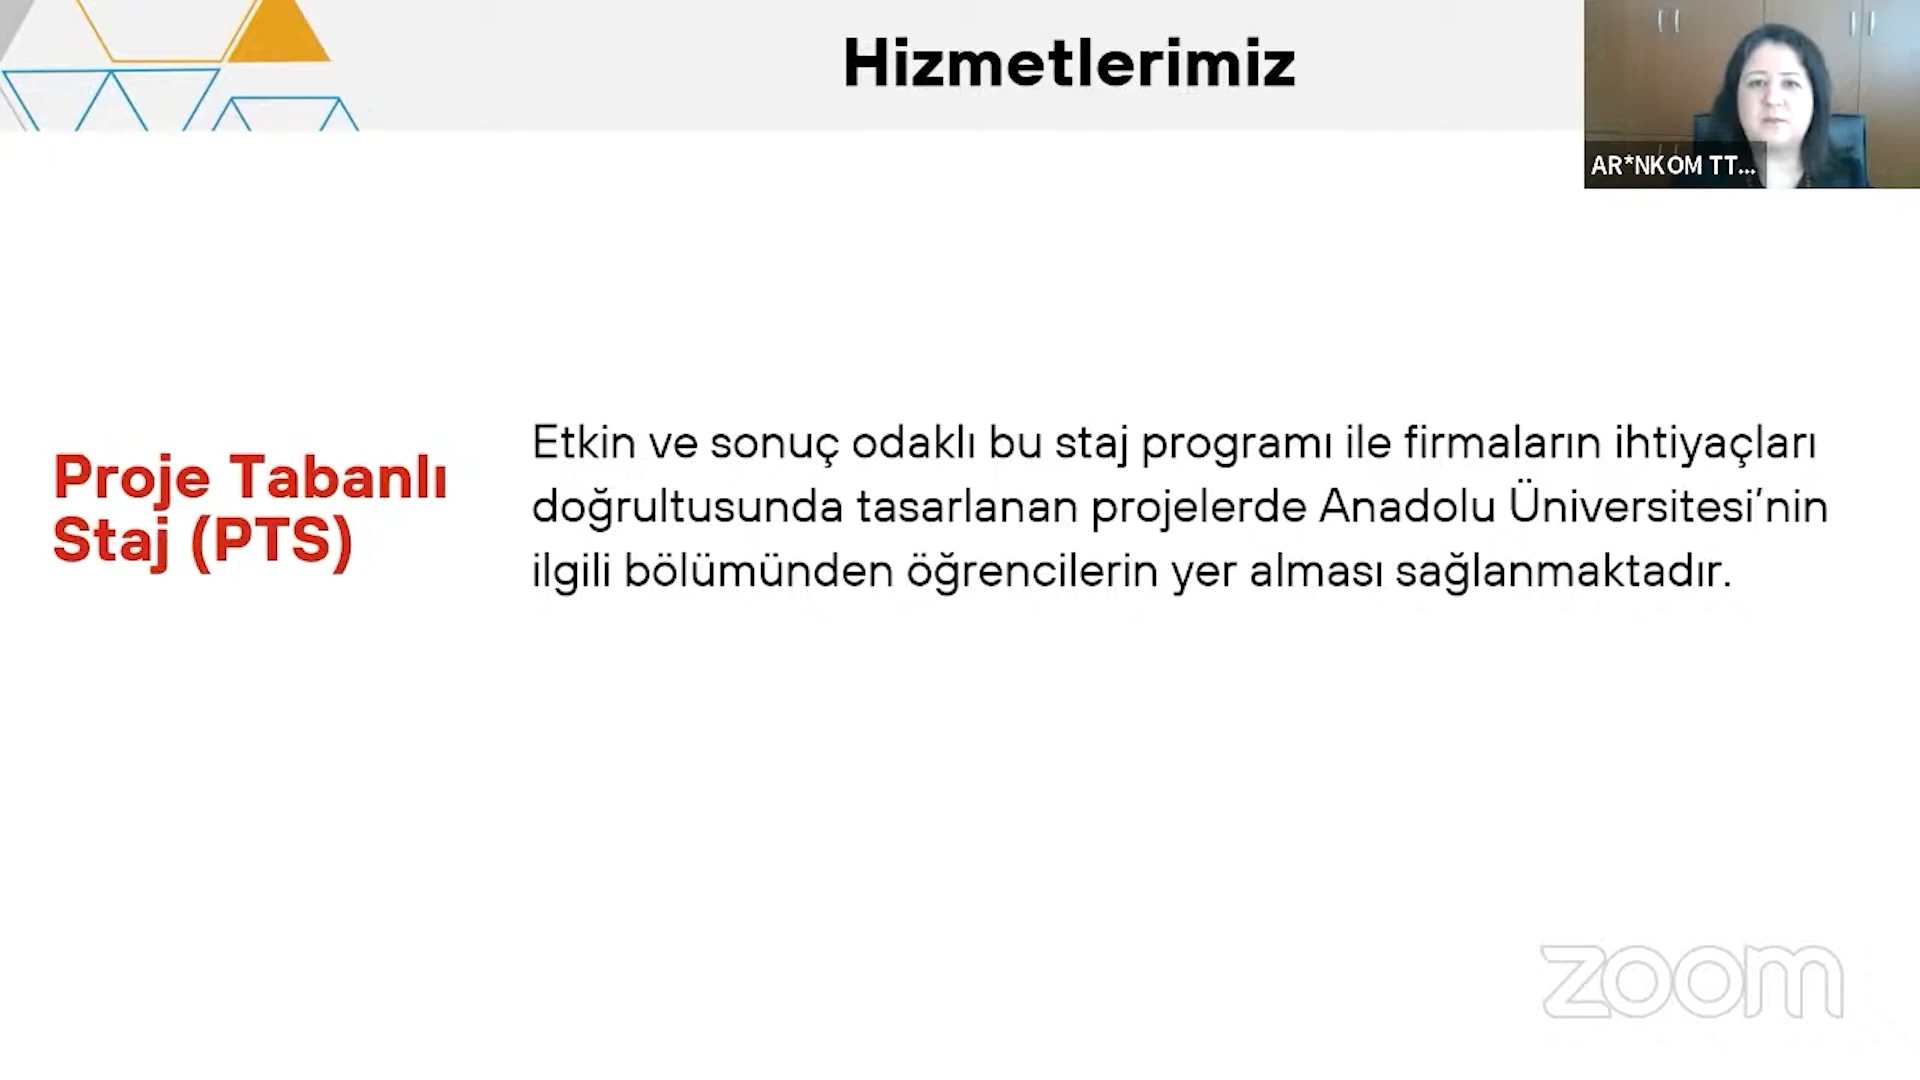 Hizmetlerimiz
AR*NKOM TT...
Proje Tabanlı
Staj (PTS)
Etkin ve sonuç odaklı bu staj programı ile firmaların ihtiyaçları
doğrultusunda tasarlanan projelerde Anadolu Üniversitesi’nin
ilgili bölümünden öğrencilerin yer alması sağlanmaktadır.
zoom